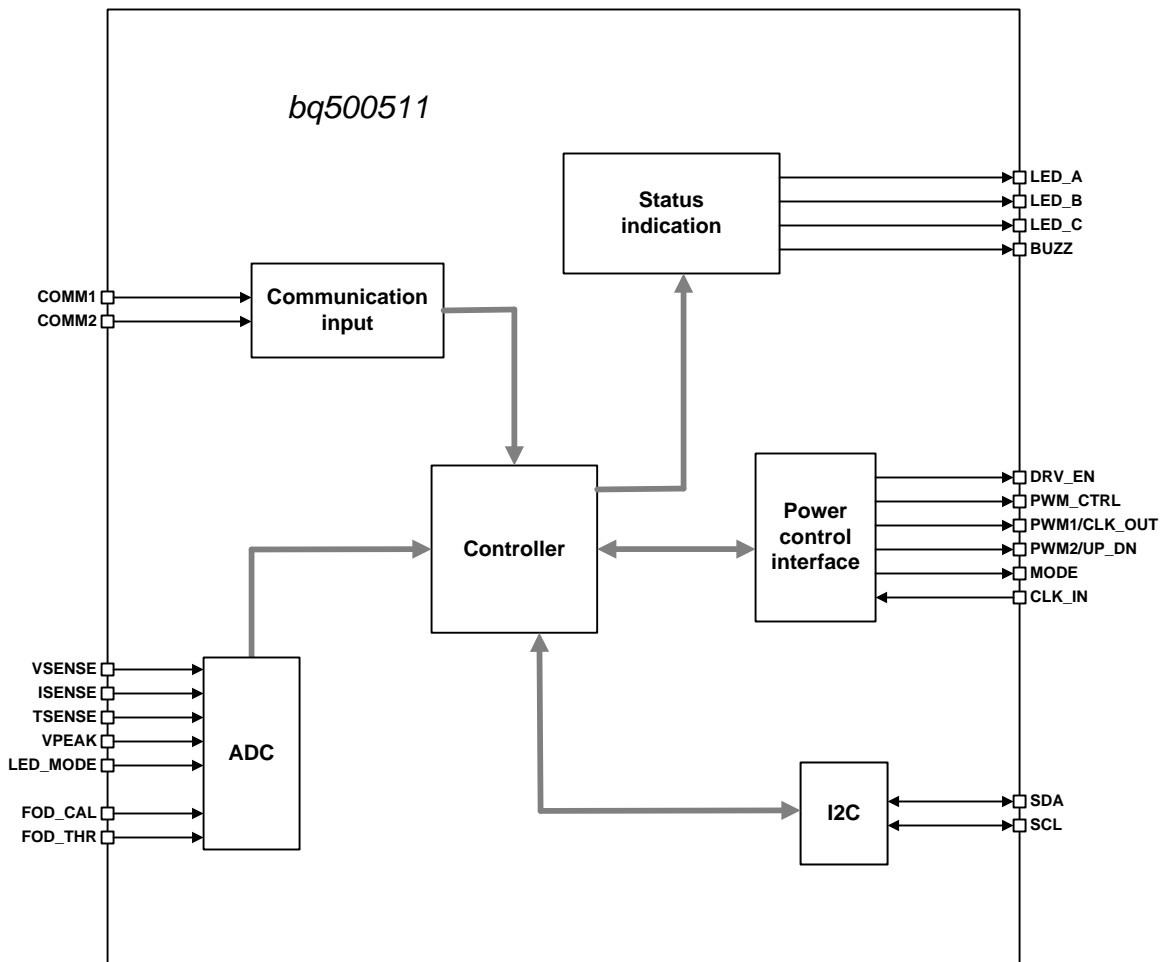 bq500511
Status
indication
LED_A
LED_B
LED_C
BUZZ
COMM1
COMM2
Communication
input
Controller
Power
control
interface
DRV_EN
PWM_CTRL
PWM1/CLK_OUT
PWM2/UP_DN
MODE
CLK_IN
VSENSE
ISENSE
TSENSE
VPEAK
LED_MODE
FOD_CAL
FOD_THR
ADC
I2C
SDA
SCL